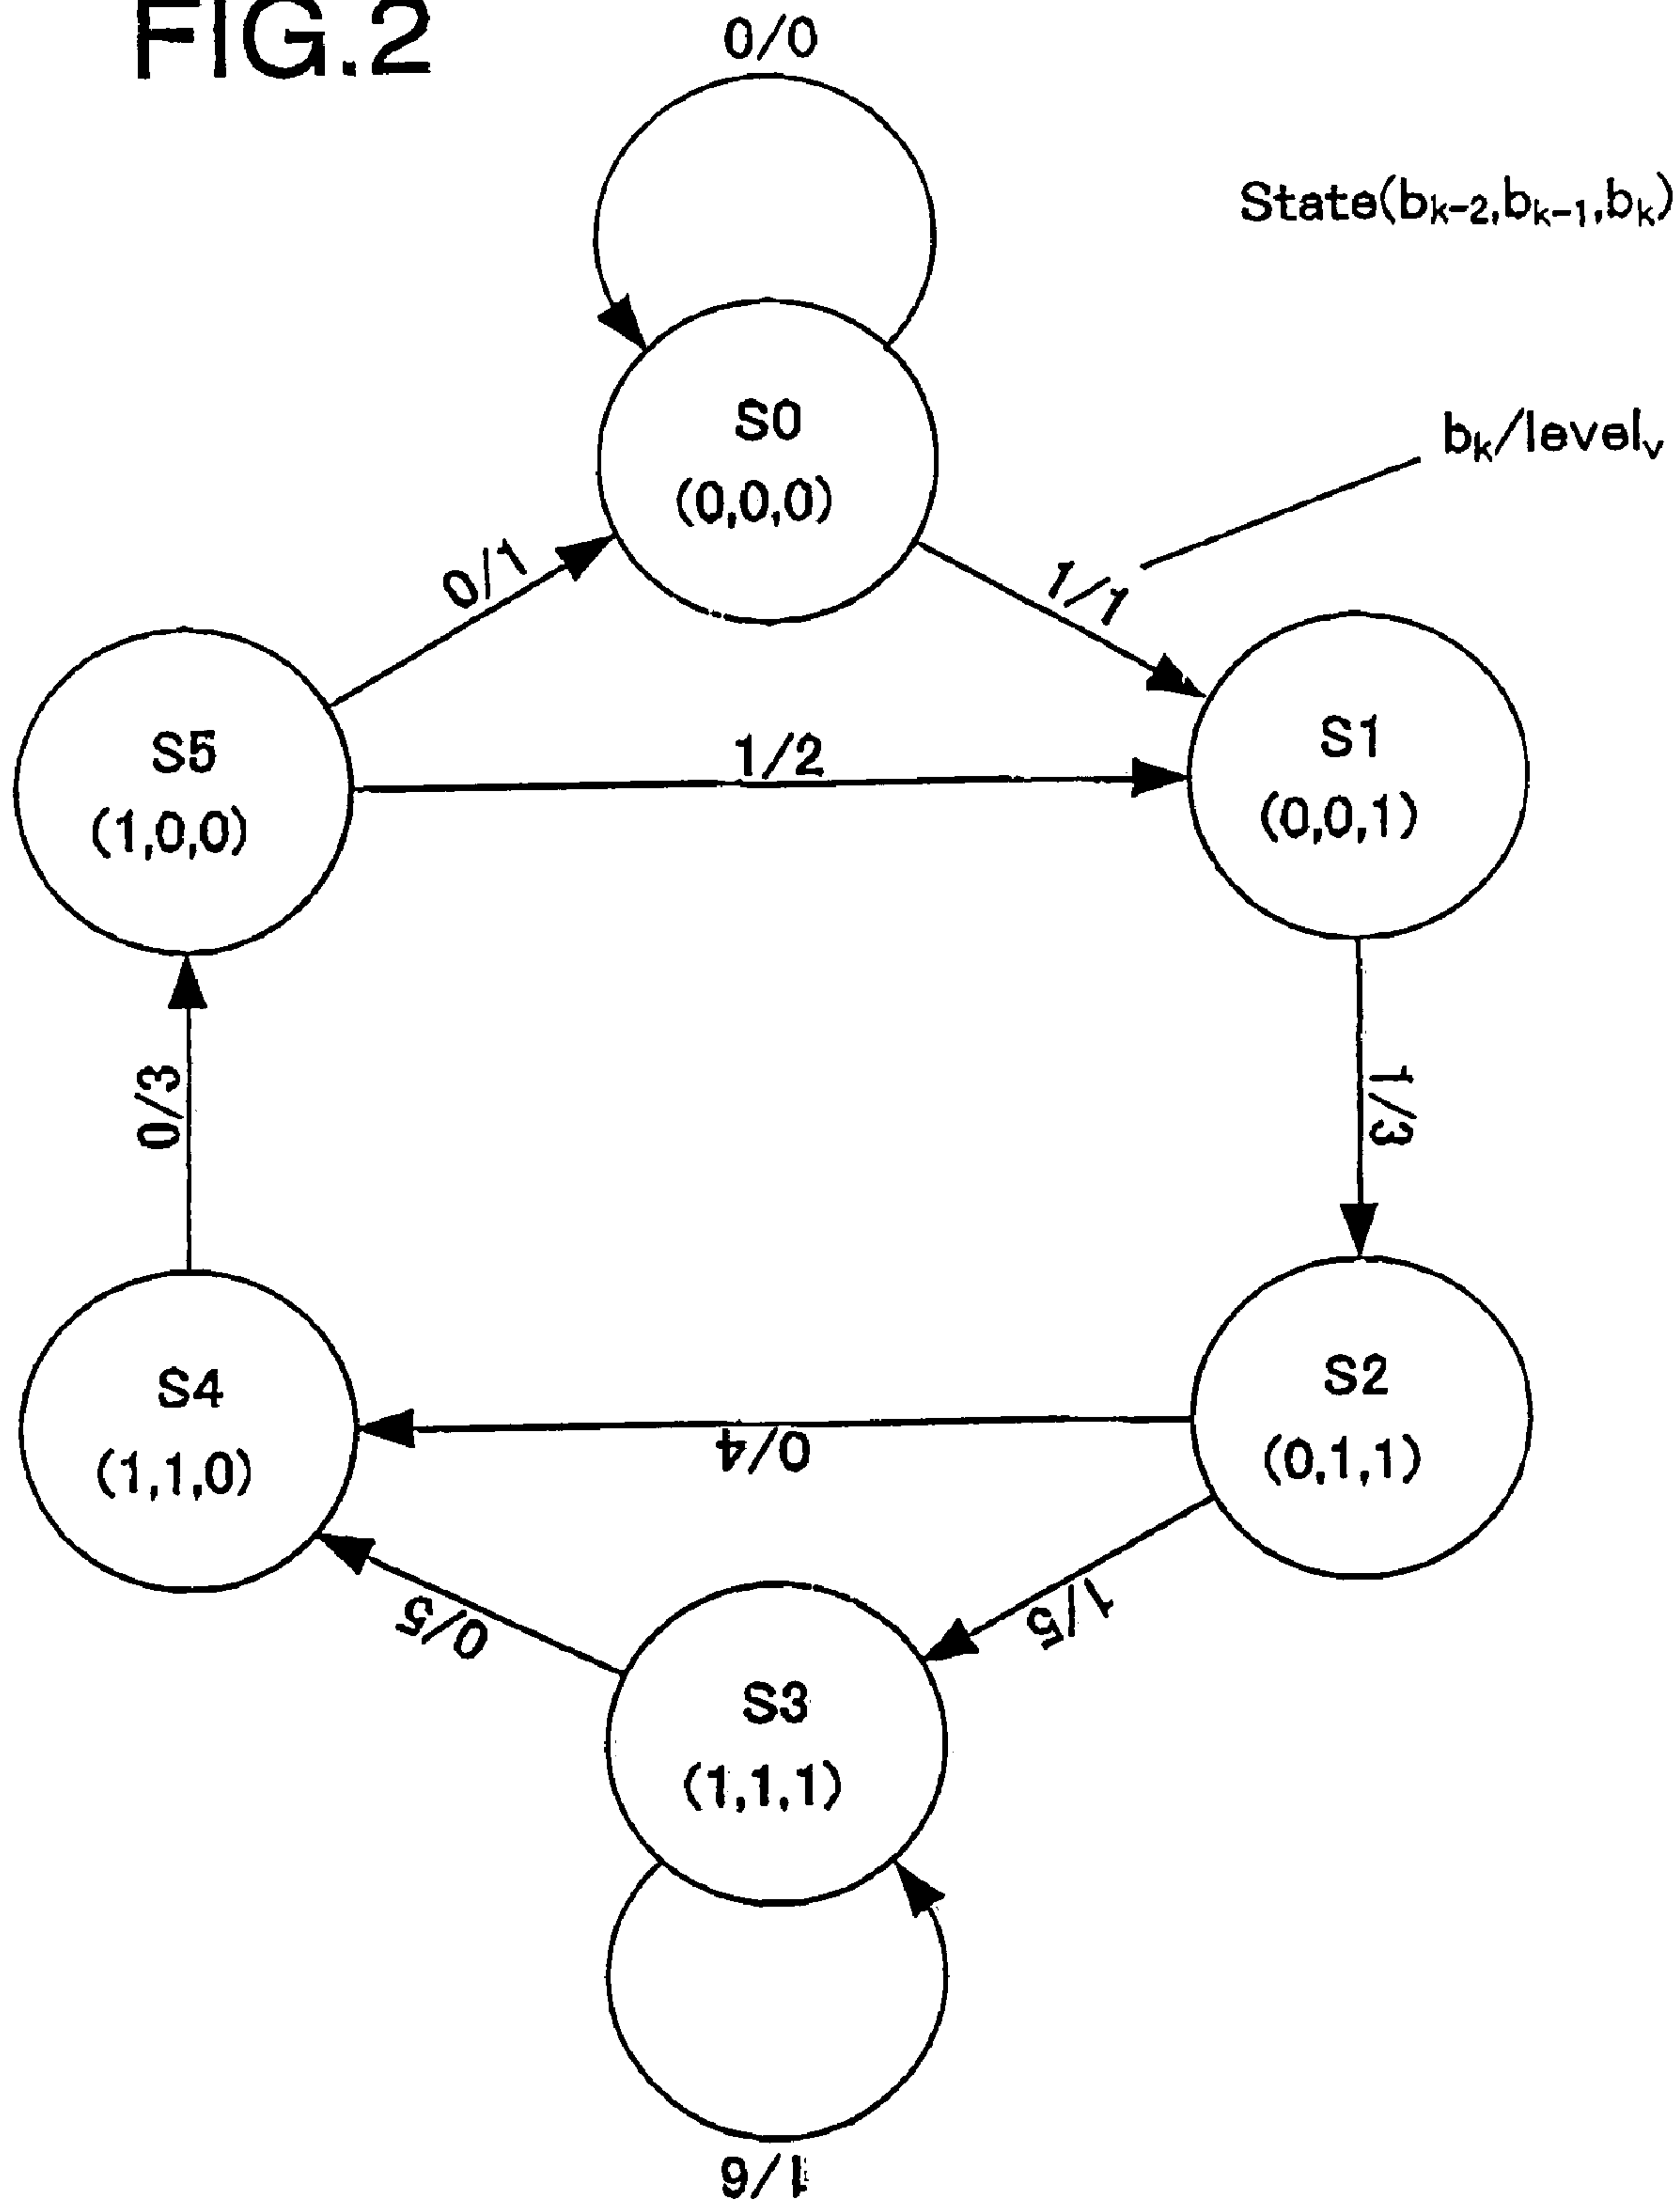 FIG.2
0/0
State(bk-2,bk-1,bk)
bk/levelv
S0
(0,0,0)
0/1
1/1
S5
(1,0,0)
1/2
S1
(0,0,1)
0/3
1/3
S4
(1,1,0)
0/4
S2
(0,1,1)
0/5
1/5
S3
(1,1,1)
1/6